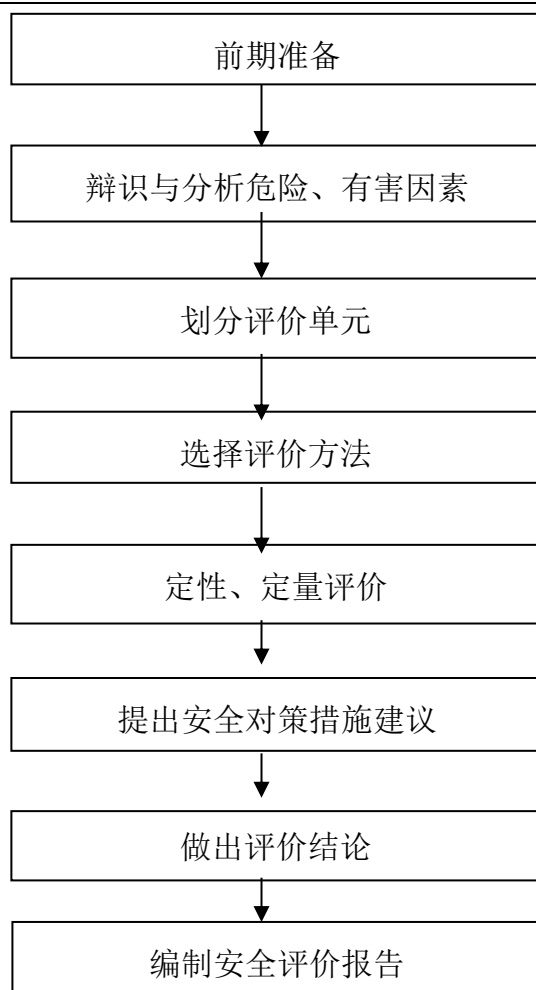 前期准备
辩识与分析危险、有害因素
划分评价单元
选择评价方法
定性、定量评价
提出安全对策措施建议
做出评价结论
编制安全评价报告